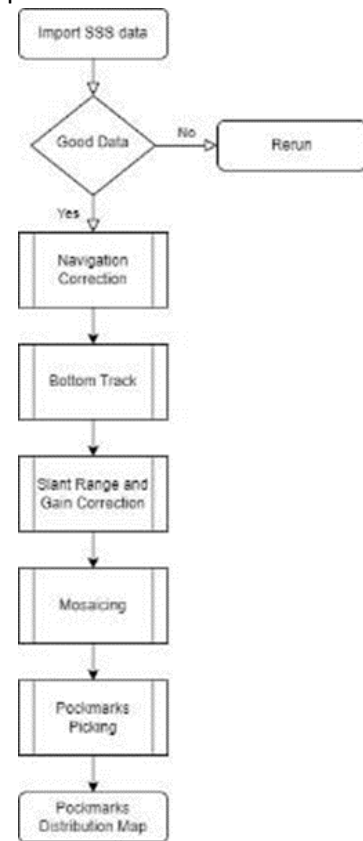 Import SSS data
Good Data
No
Rerun
Yes
Navigation
Correction
Bottom Track
Slant Range and
Gain Correction
Mosaicing
Pockmarks
Picking
Pockmarks
Distribution Map